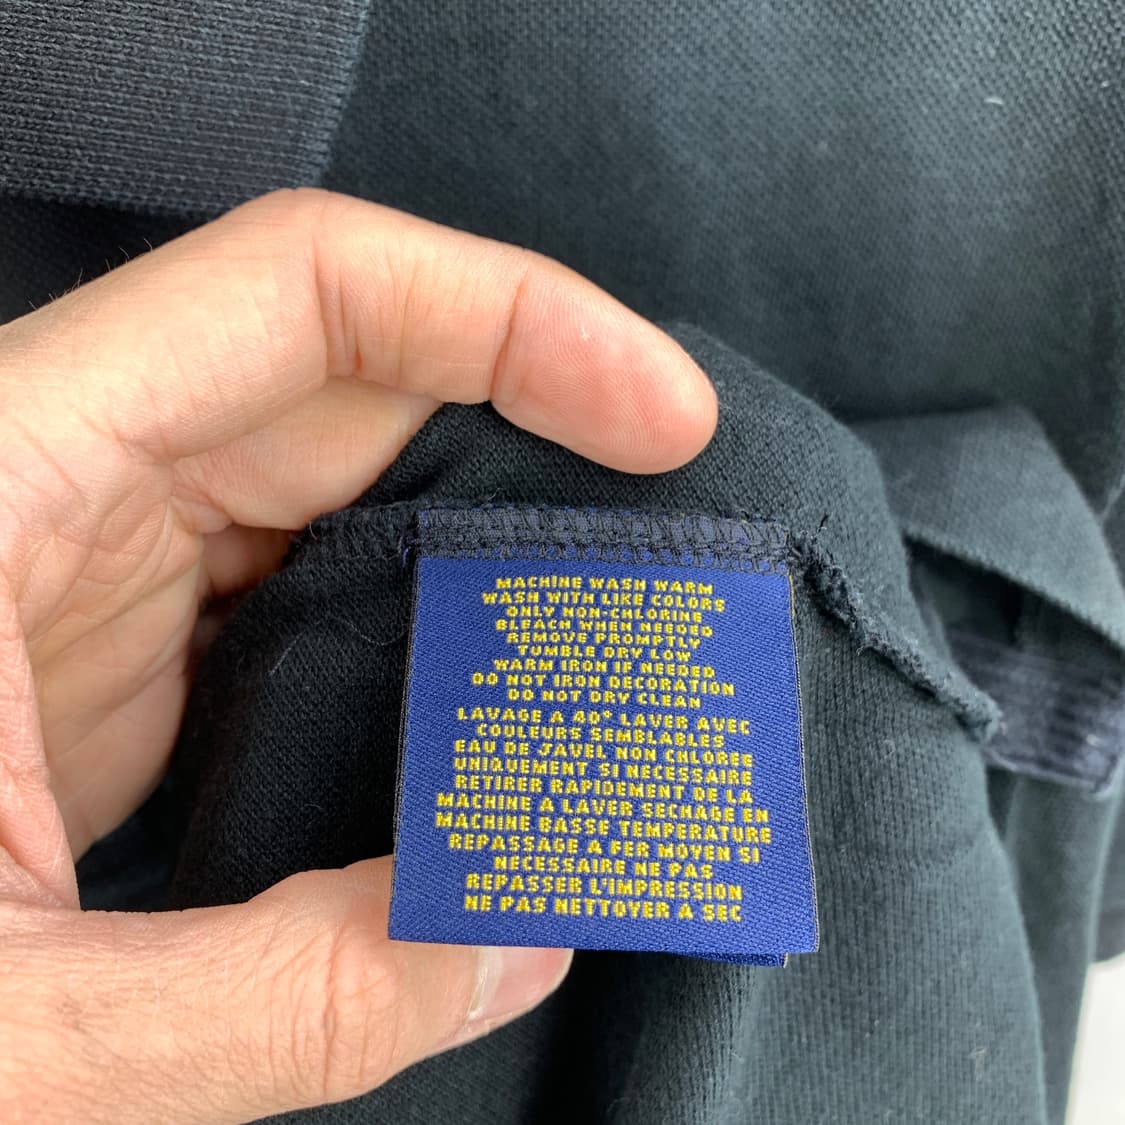 MACHINE WASH WARM
WASH WITH LIKE COLORS
ONLY NON-CHLORINE
BLEACH WHEN NEEDED
REMOVE PROMPTLY
TUMBLE DRY LOW
WARM IRON IF NEEDED
DO NOT IRON DECORATION
DO NOT DRY CLEAN
LAVAGE A 40° LAVER AVEC
COULEURS SEMBLABLES
EAU DE JAVEL NON CHLOREE
UNIQUEMENT SI NECESSAIRE
RETIRER RAPIDEMENT DE LA
MACHINE A LAVER SECHAGE EN
MACHINE BASSE TEMPERATURE
REPASSAGE A FER MOYEN SI
NECESSAIRE NE PAS
REPASSER L'IMPRESSION
NE PAS NETTOYER A SEC